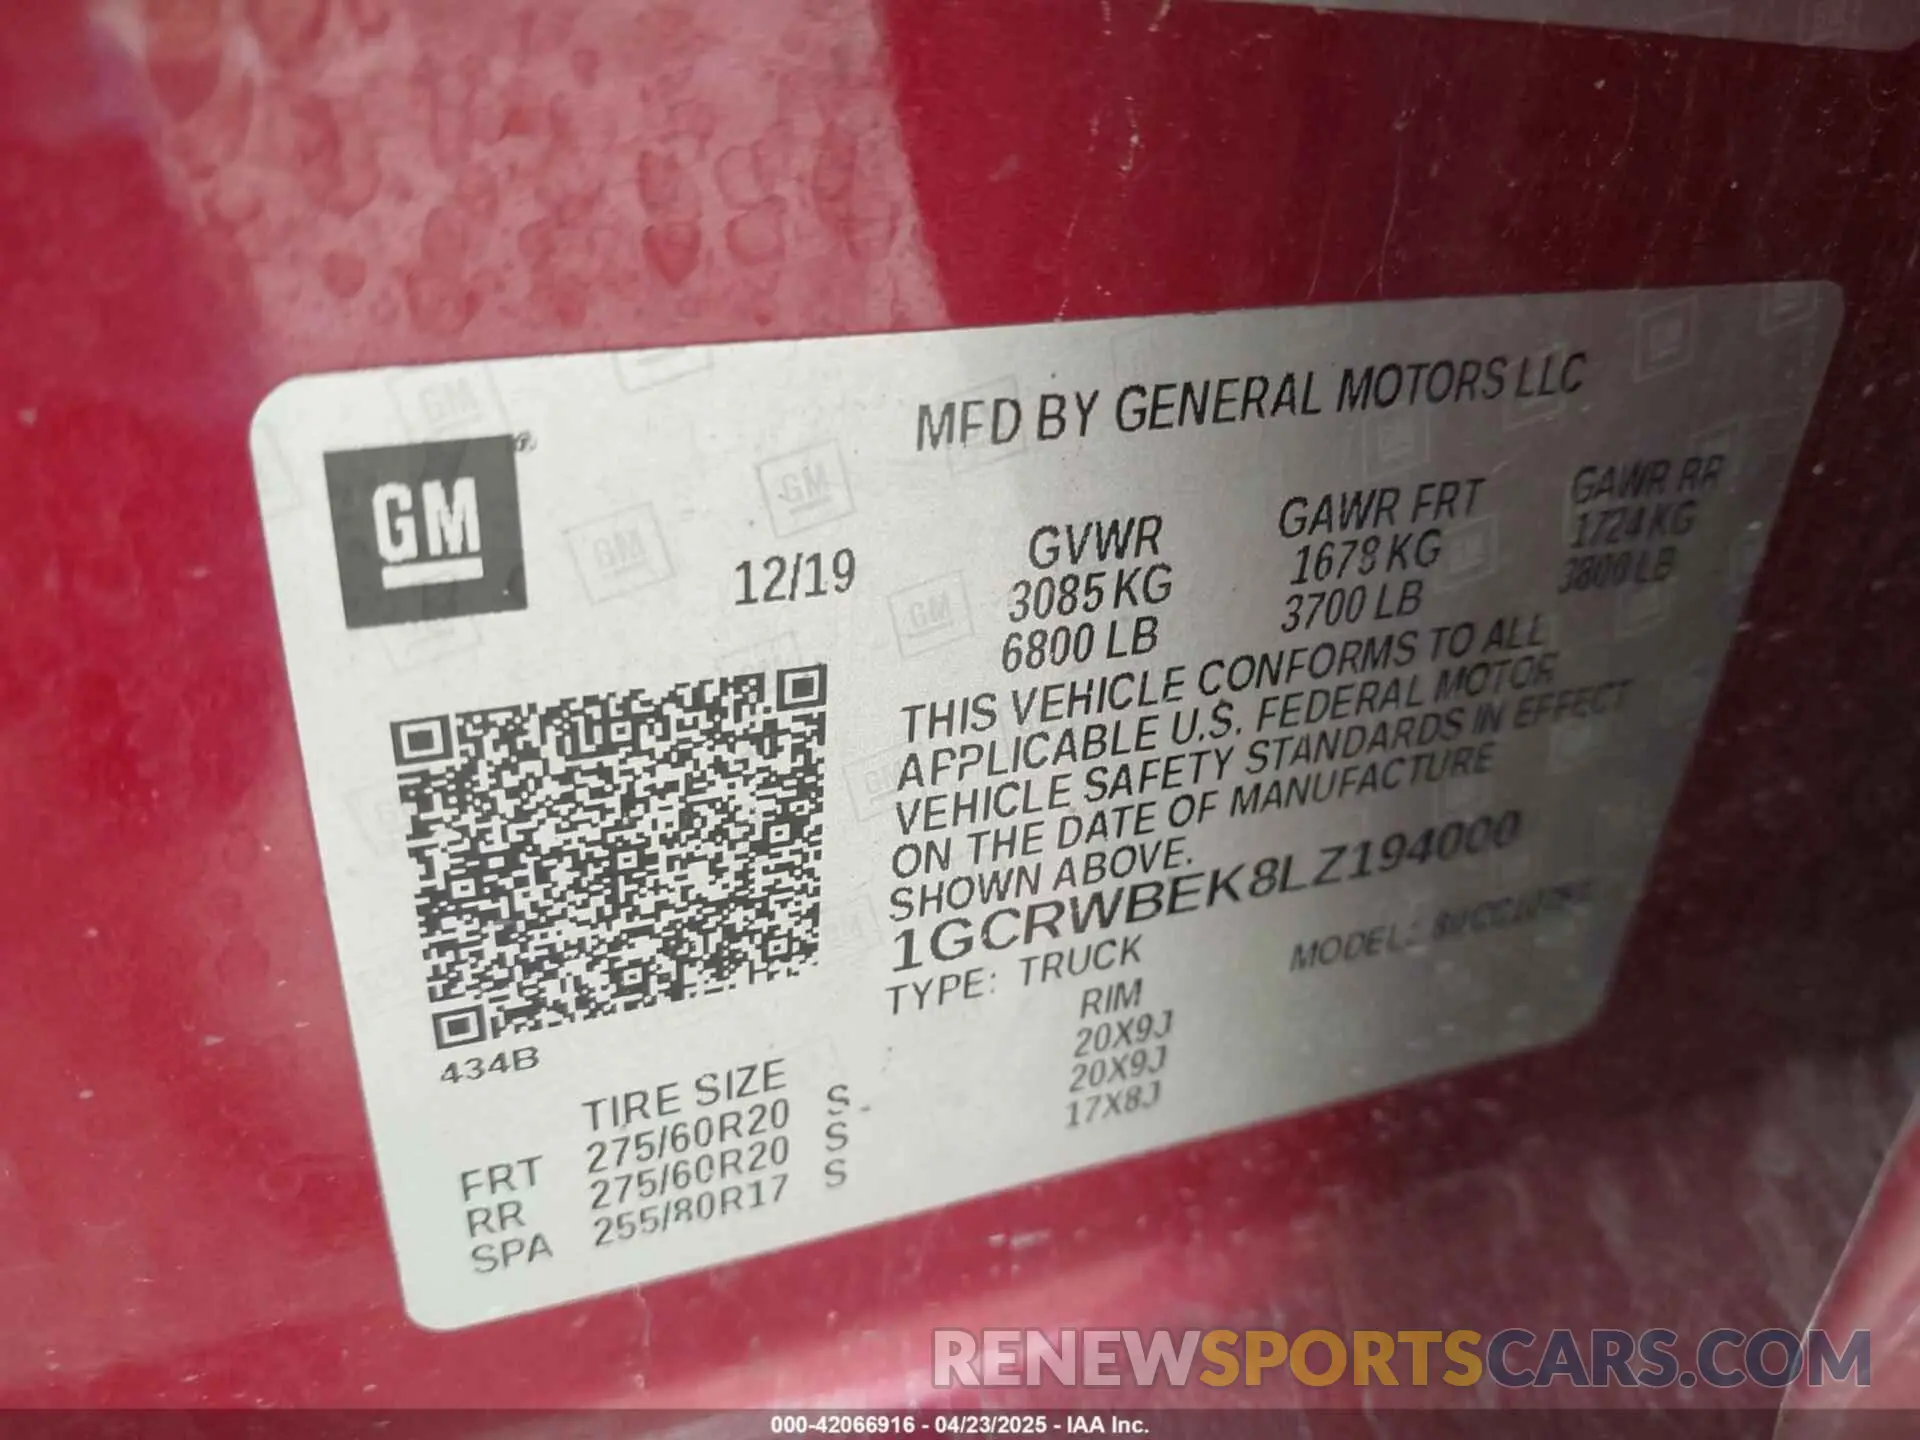 MFD BY GENERAL MOTORS LLC
GM®
12/19
GVWR GAWR FRT GAWR RR
3085 KG 1678 KG 1724 KG
6800 LB 3700 LB 3800 LB
THIS VEHICLE CONFORMS TO ALL
APPLICABLE U.S. FEDERAL MOTOR
VEHICLE SAFETY STANDARDS IN EFFECT
ON THE DATE OF MANUFACTURE
SHOWN ABOVE.
1GCRWBEK8LZ194000
TYPE: TRUCK MODEL:
434B
TIRE SIZE RIM
FRT 275/60R20 S 20X9J
RR 275/60R20 S 20X9J
SPA 255/80R17 S 17X8J
RENEWSPORTSCARS.COM
000-42066916 - 04/23/2025 - IAA Inc.